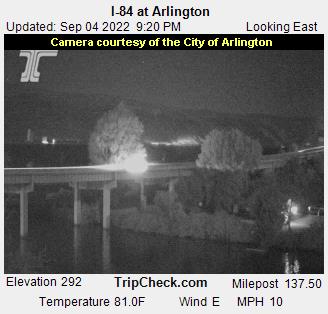 I-84 at Arlington
Updated: Sep 04 2022 9:20 PM Looking East
Camera courtesy of the City of Arlington
Elevation 292 TripCheck.com Milepost 137.50
Temperature 81.0F Wind E MPH 10